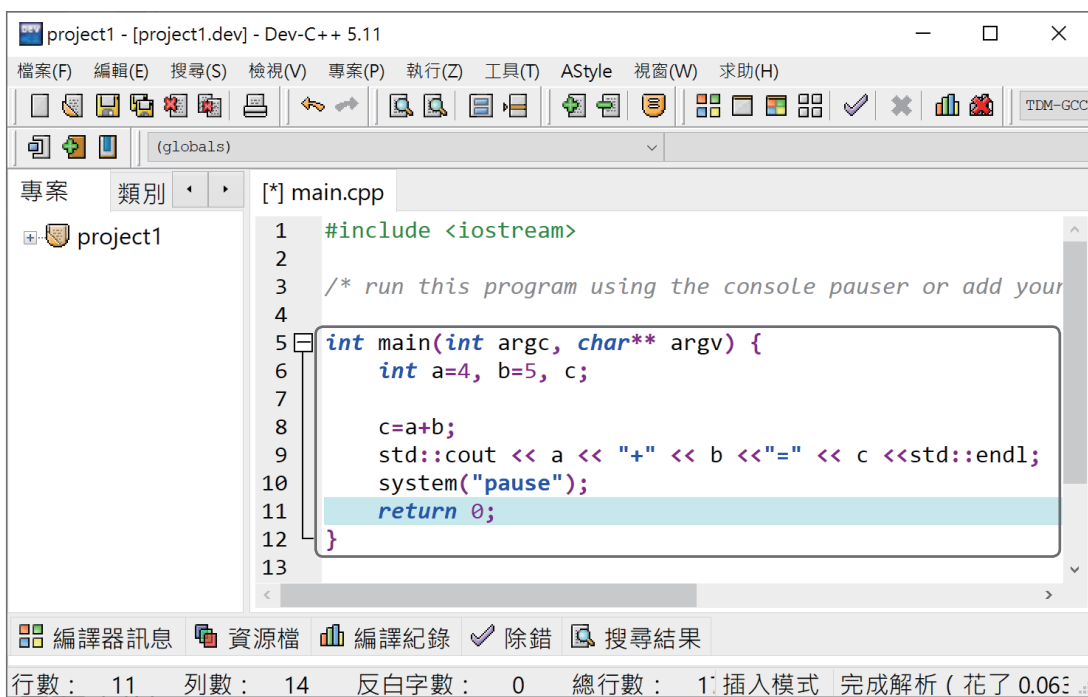 DEV project1 - [project1.dev] - Dev-C++ 5.11
檔案(F) 編輯(E) 搜尋(S) 檢視(V) 專案(P) 執行(Z) 工具(T) AStyle 視窗(W) 求助(H)
TDM-GCC
(globals)
專案 類別 [*] main.cpp
project1
1 #include <iostream>
2
3 /* run this program using the console pauser or add your
4
5 int main(int argc, char** argv) {
6 int a=4, b=5, c;
7
8 c=a+b;
9 std::cout << a << "+" << b <<"=" << c <<std::endl;
10 system("pause");
11 return 0;
12 }
13
編譯器訊息 資源檔 編譯紀錄 除錯 搜尋結果
行數： 11 列數： 14 反白字數： 0 總行數： 插入模式 完成解析 ( 花了